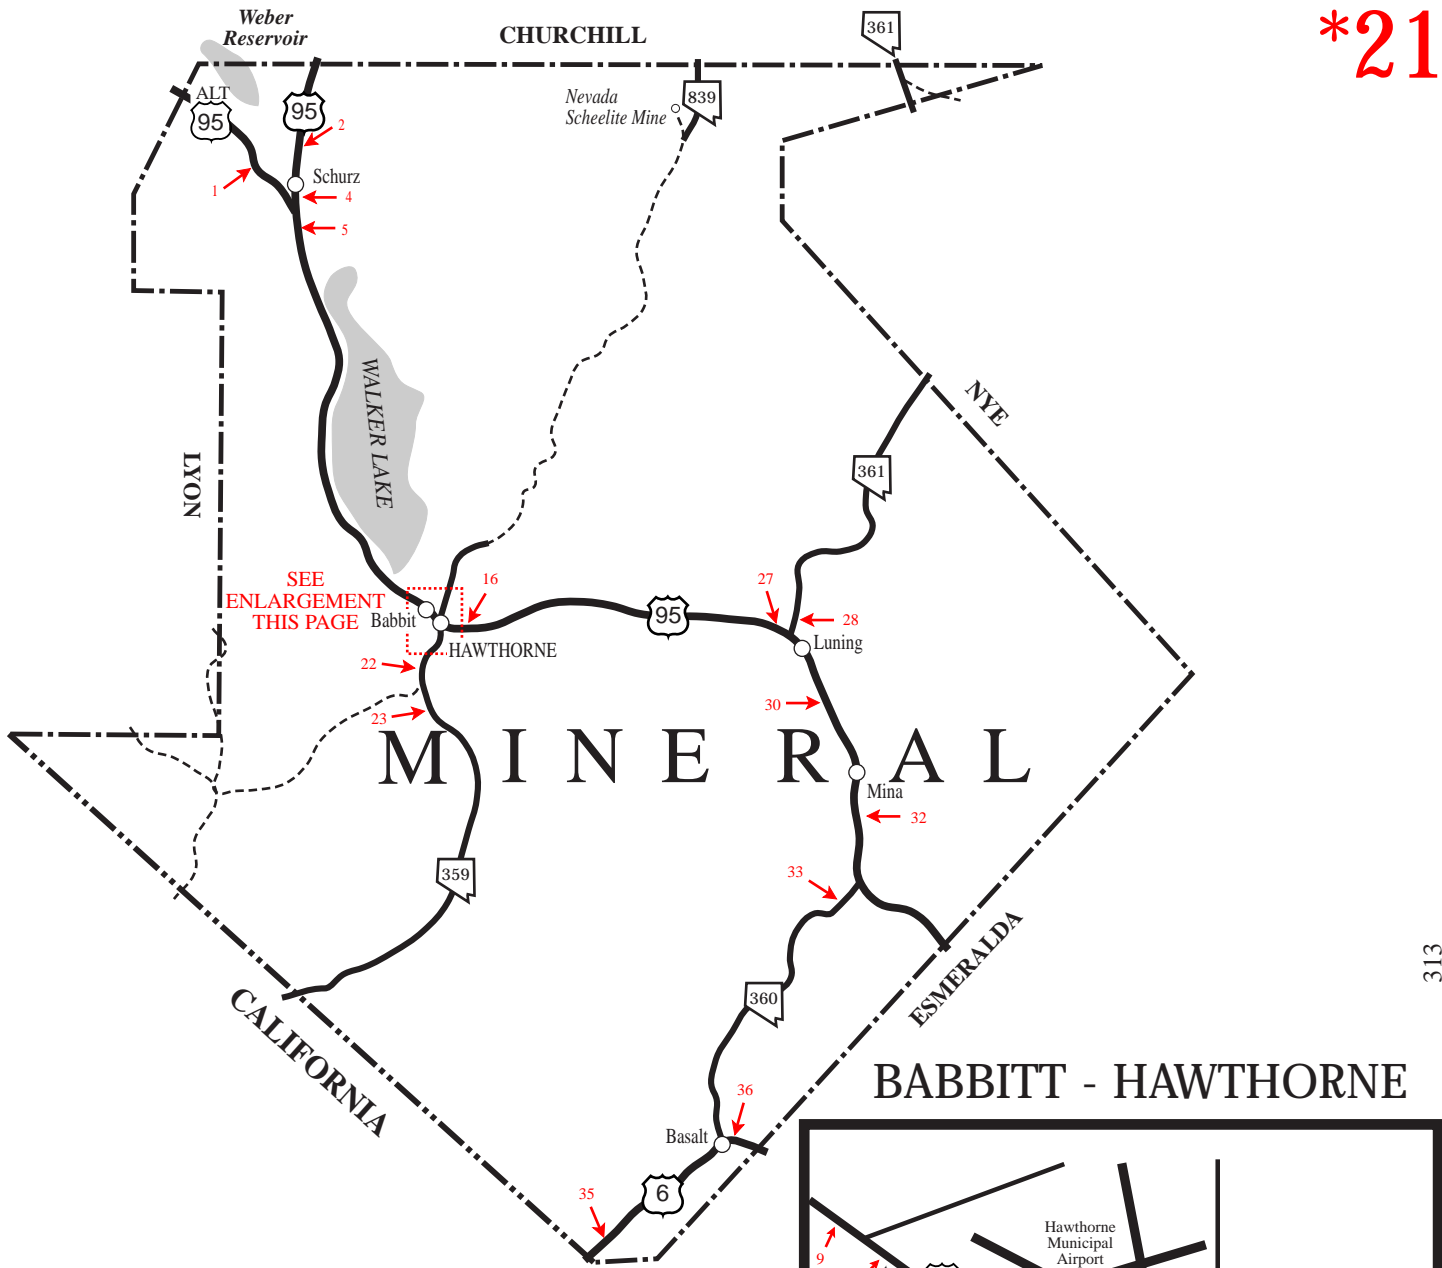 Weber
Reservoir
CHURCHILL
361
*21
ALT
95
95
2
Nevada
Scheelite Mine
839
1
Schurz
4
5
WALKER LAKE
NYE
LYON
361
SEE
ENLARGEMENT
THIS PAGE
16
27
Babbit
95
28
Luning
HAWTHORNE
22
30
23
MINERAL
Mina
32
359
33
313
CALIFORNIA
360
ESMERALDA
BABBITT - HAWTHORNE
36
Basalt
6
35
Hawthorne
Municipal
Airport
9